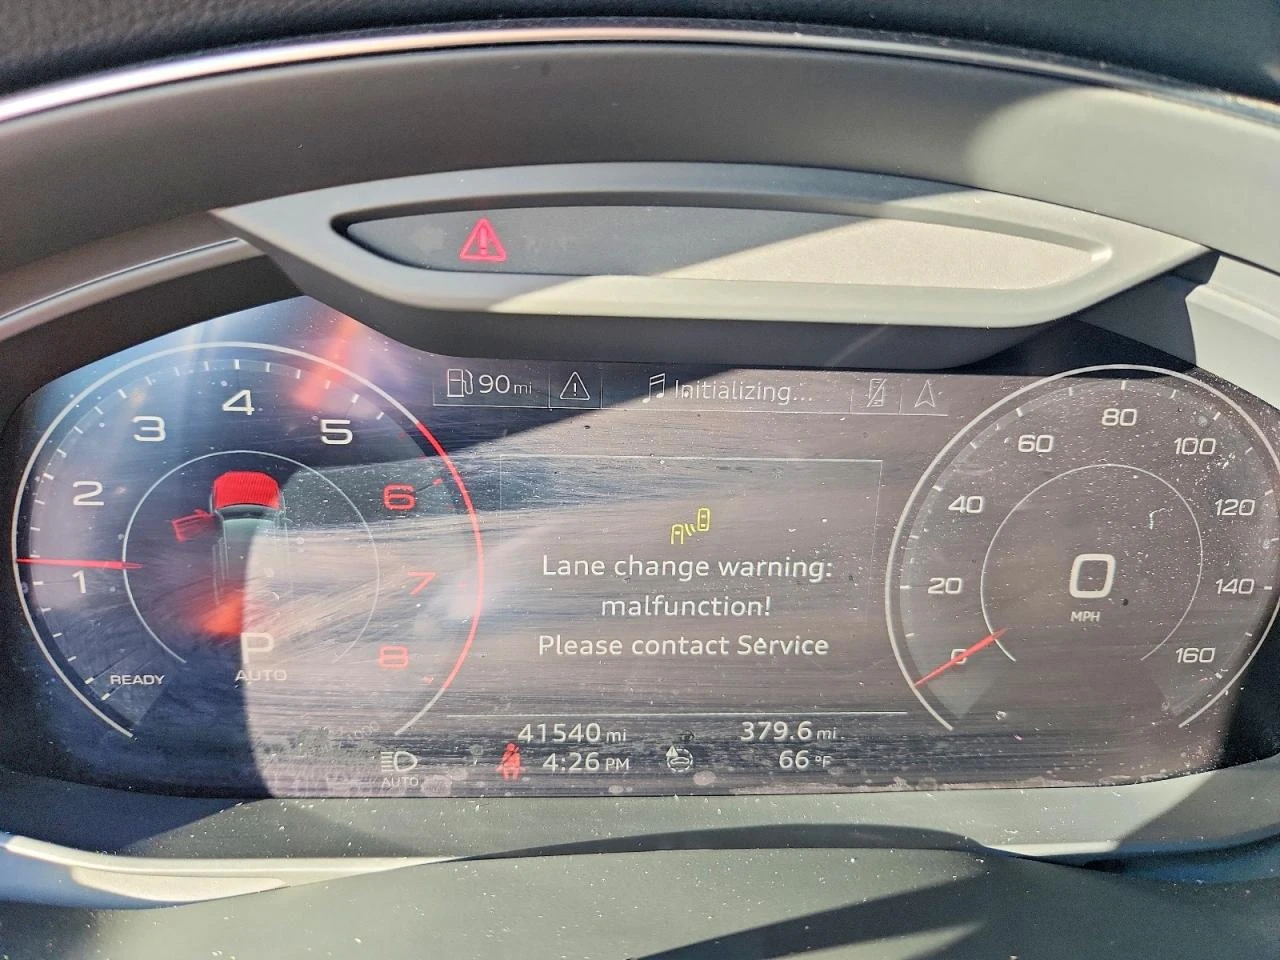 90 mi
Initializing...
1
2
3
4
5
6
7
8
READY
P
AUTO
Lane change warning:
malfunction!
Please contact Service
0
20
40
60
80
100
120
140
160
0
MPH
41540 mi
379.6 mi
AUTO
4:26 PM
66 °F